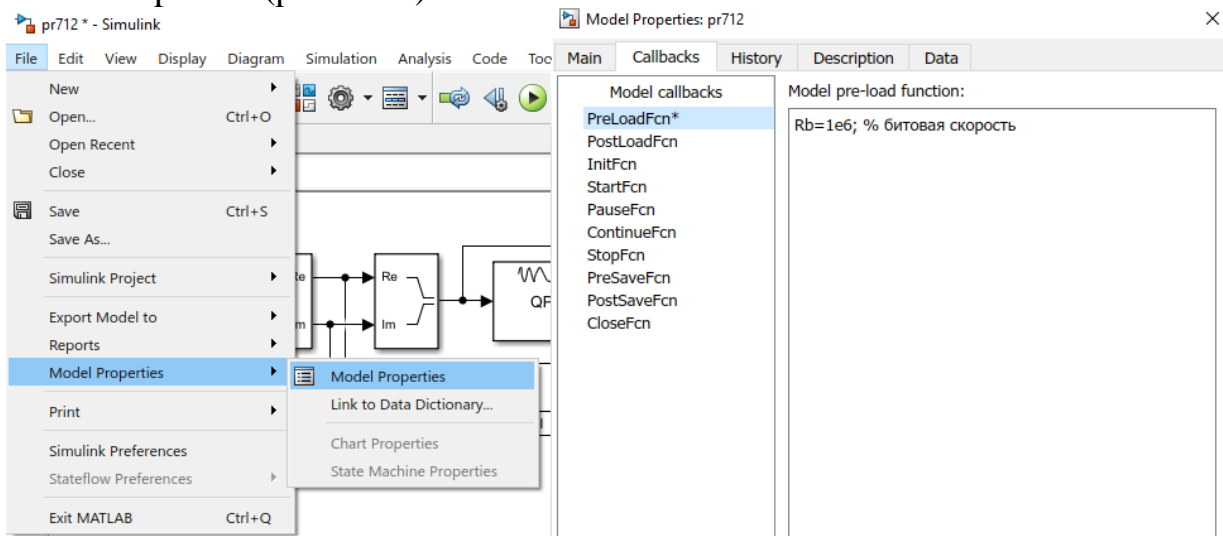 pr712 * - Simulink
File Edit View Display Diagram Simulation Analysis Code
New
Open... Ctrl+O
Open Recent
Close
Save Ctrl+S
Save As...
Simulink Project
Export Model to
Reports
Model Properties
Print
Simulink Preferences
Stateflow Preferences
Exit MATLAB Ctrl+Q
Model Properties
Link to Data Dictionary...
Chart Properties
State Machine Properties
Re
Im
Model Properties: pr712
Main Callbacks History Description Data
Model callbacks
PreLoadFcn*
PostLoadFcn
InitFcn
StartFcn
PauseFcn
ContinueFcn
StopFcn
PreSaveFcn
PostSaveFcn
CloseFcn
Model pre-load function:
Rb=1e6; % битовая скорость